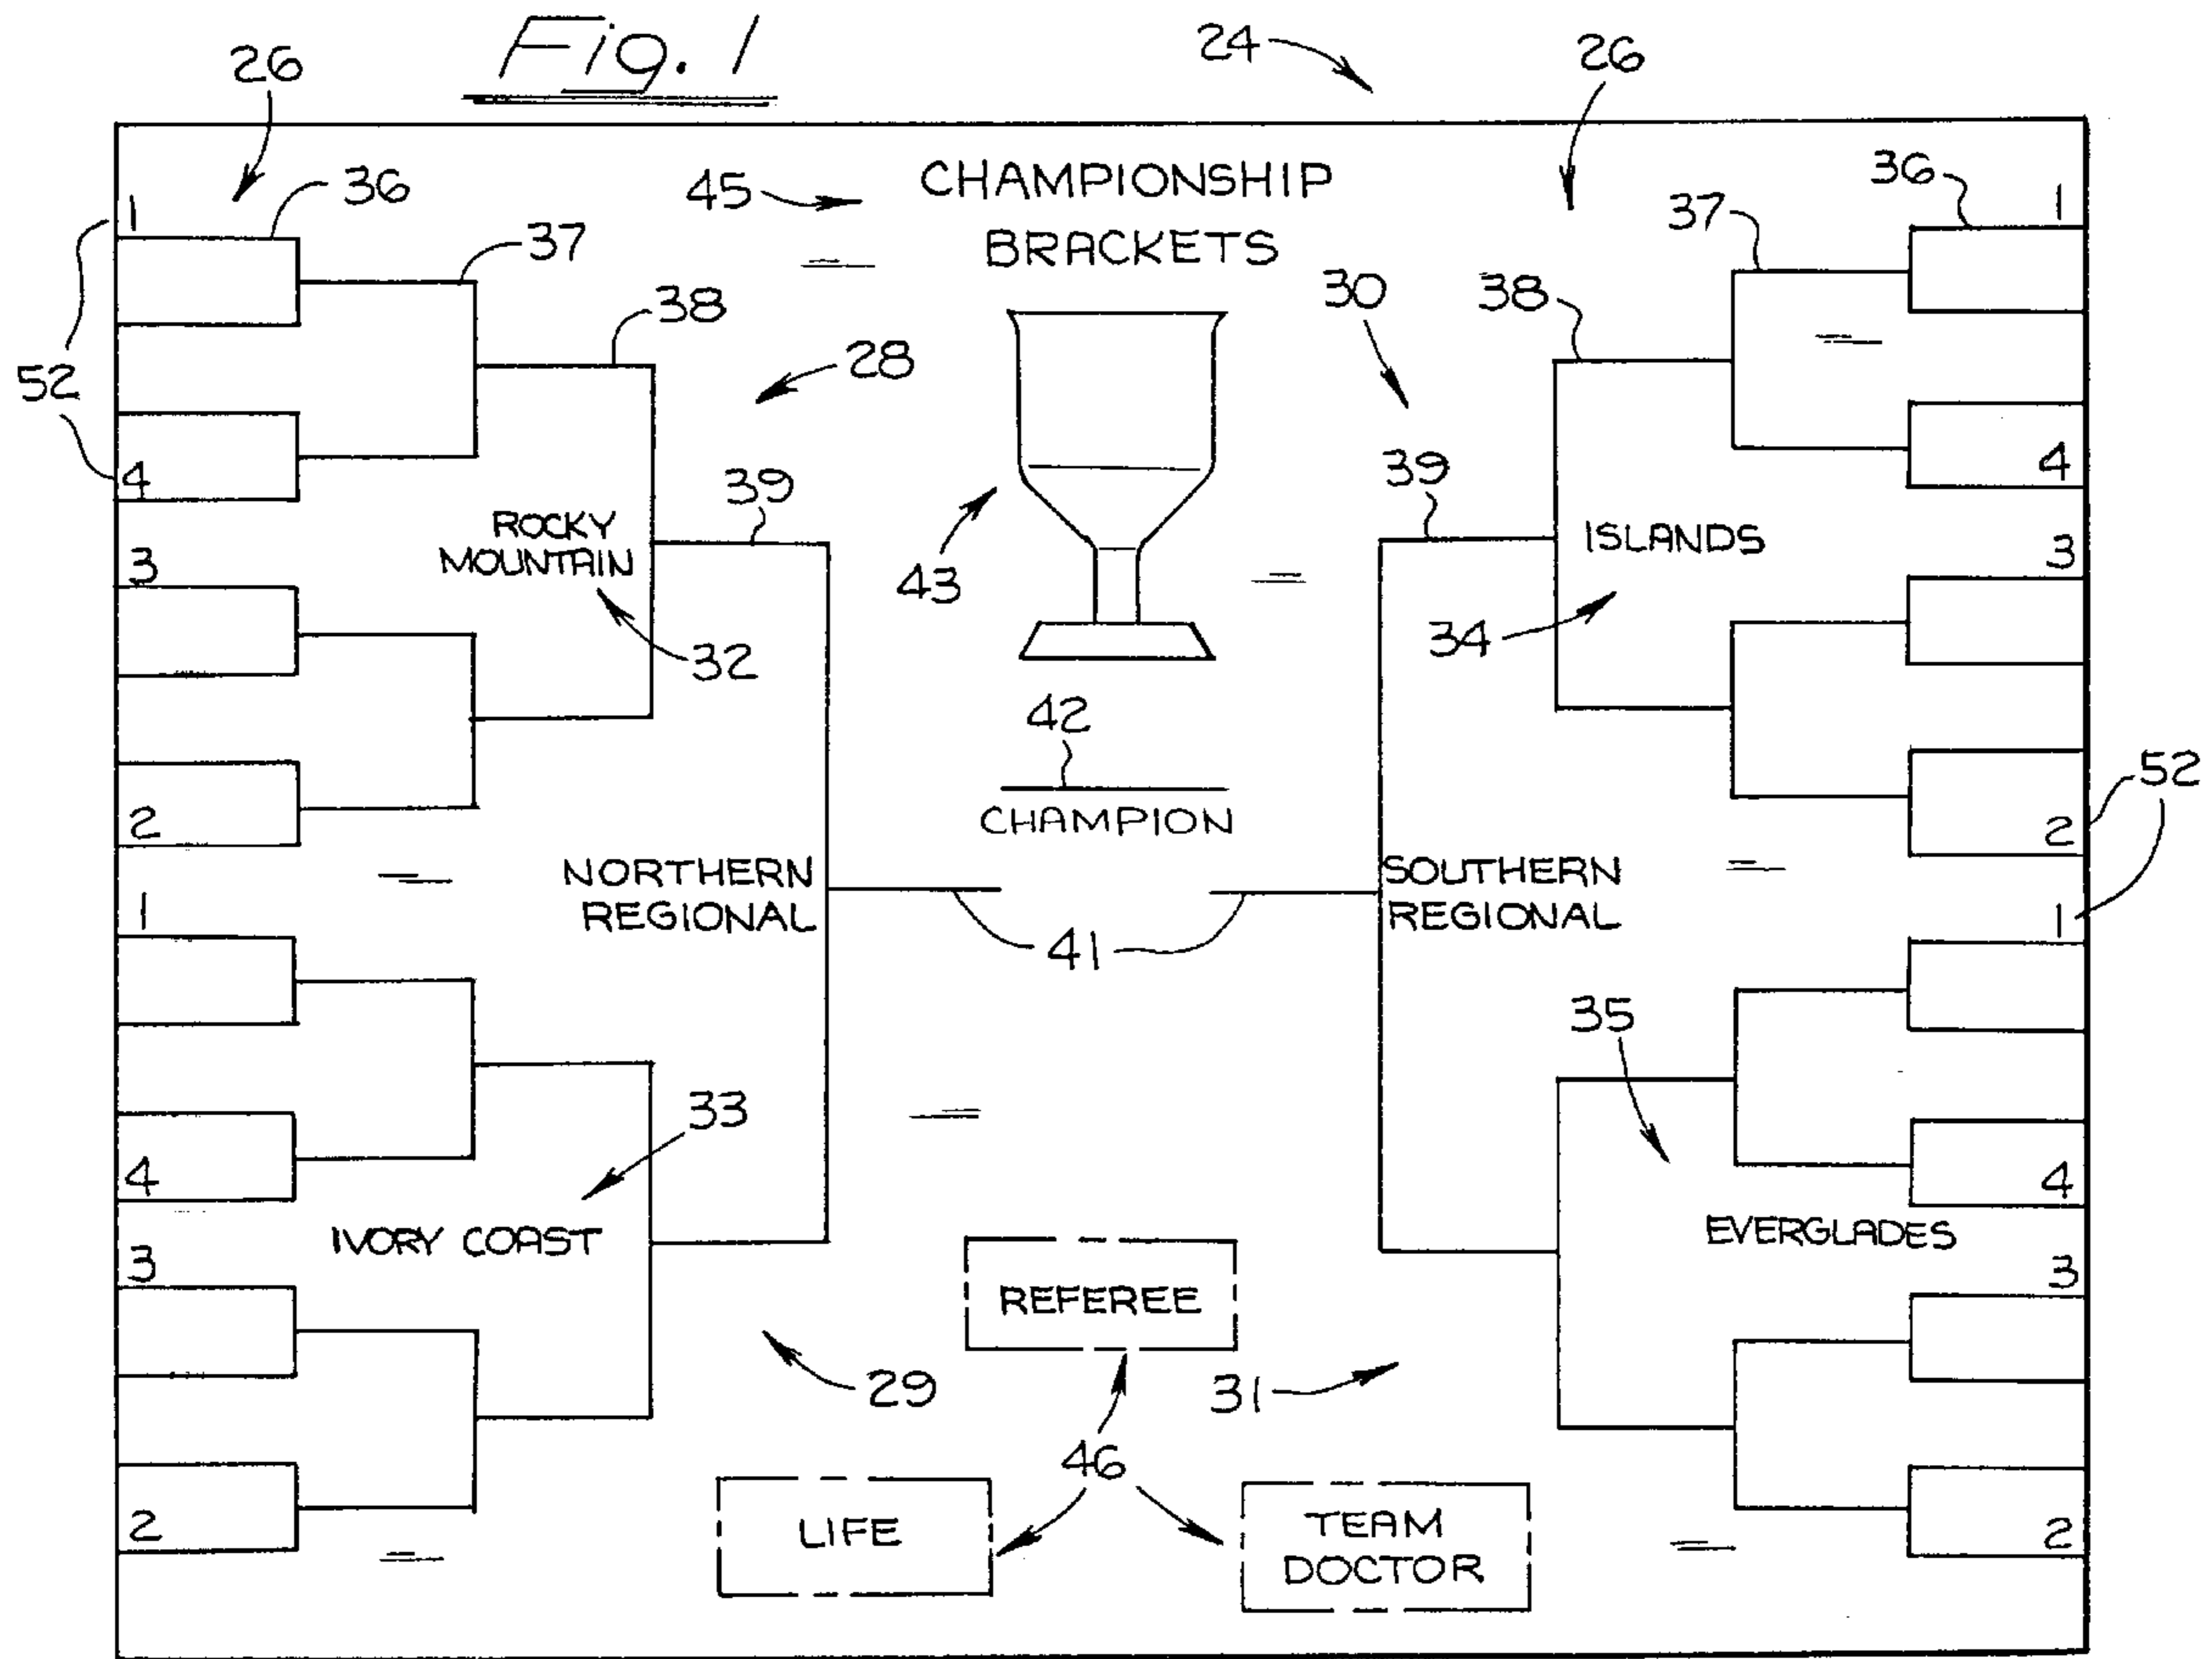 Fig. 1
24
26
26
45
CHAMPIONSHIP
BRACKETS
36
36
37
37
38
38
28
30
52
1
4
3
2
1
4
3
2
ROCKY
MOUNTAIN
32
39
39
43
ISLANDS
34
42
CHAMPION
NORTHERN
REGIONAL
SOUTHERN
REGIONAL
41
52
1
4
3
2
1
4
3
2
33
IVORY COAST
35
EVERGLADES
29
31
REFEREE
46
LIFE
TEAM
DOCTOR